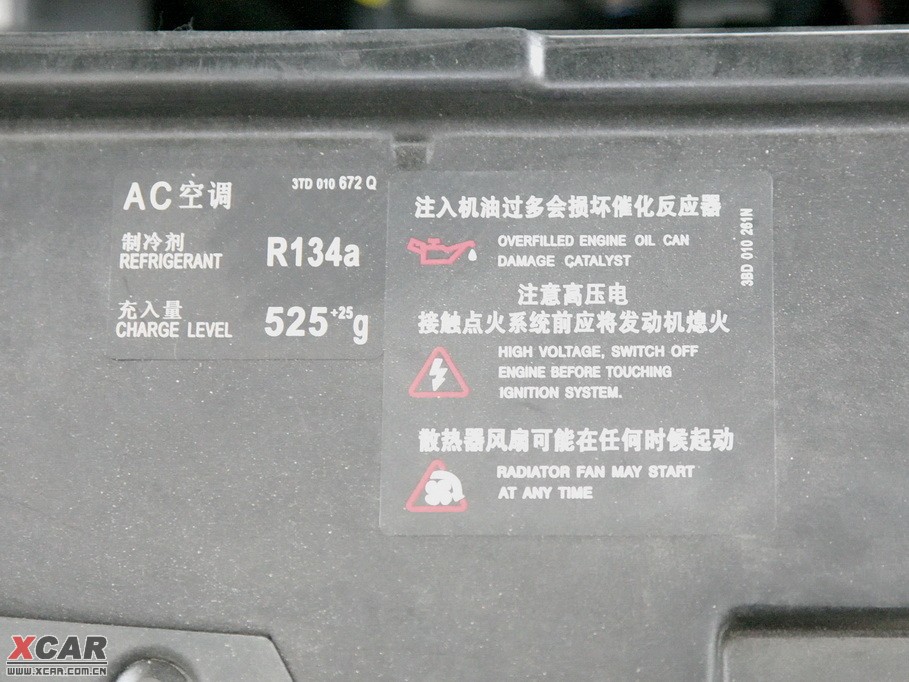 AC空调
3TD 010 672 Q
制冷剂
REFRIGERANT
R134a
充入量
CHARGE LEVEL
525+25g
注入机油过多会损坏催化反应器
OVERFILLED ENGINE OIL CAN
DAMAGE CATALYST
3BD 010 261N
注意高压电
接触点火系统前应将发动机熄火
HIGH VOLTAGE, SWITCH OFF
ENGINE BEFORE TOUCHING
IGNITION SYSTEM.
散热器风扇可能在任何时候起动
RADIATOR FAN MAY START
AT ANY TIME
XCAR
WWW.XCAR.COM.CN